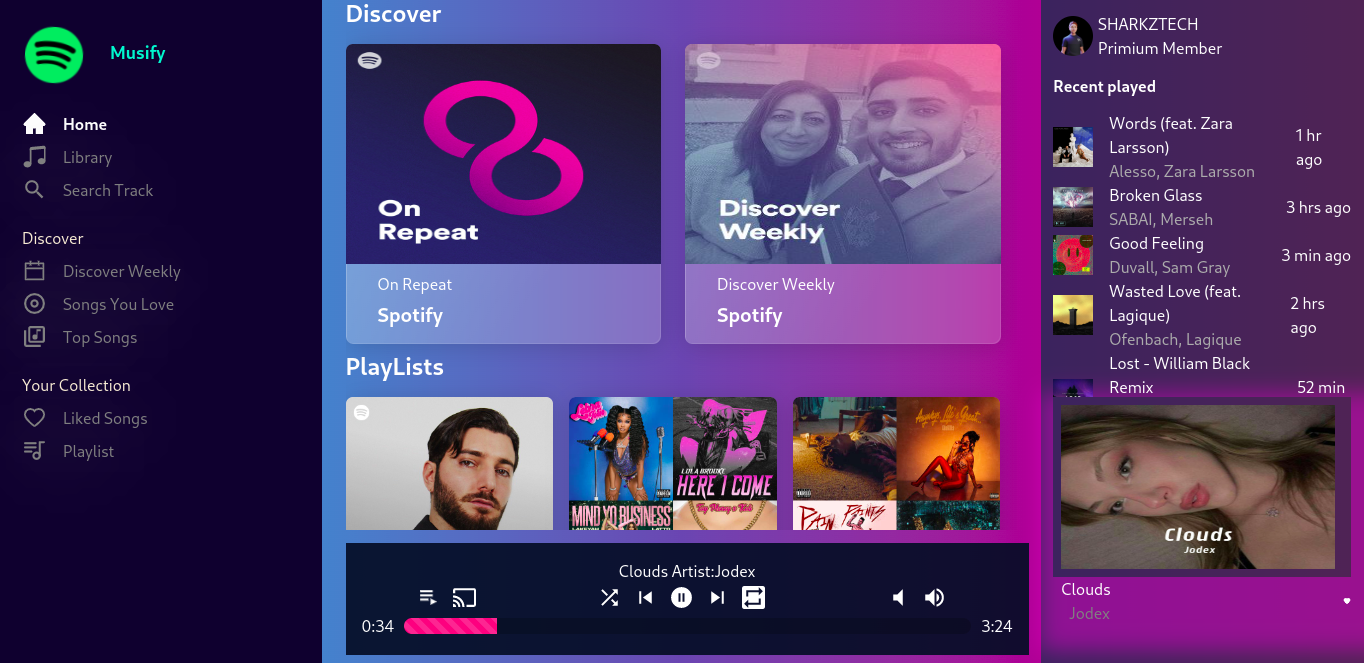 Musify
Home
Library
Search Track
Discover
Discover Weekly
Songs You Love
Top Songs
Your Collection
Liked Songs
Playlist
Discover
On
Repeat
On Repeat
Spotify
Discover
Weekly
Discover Weekly
Spotify
PlayLists
MIND YO BUSINESS
LAKEYAH LATTO
LOLA BROOKE
HERE I COME
PAIN POINTS
Clouds Artist:Jodex
0:34
3:24
SHARKZTECH
Primium Member
Recent played
Words (feat. Zara
Larsson)
Alesso, Zara Larsson
1 hr
ago
Broken Glass
SABAI, Merseh
3 hrs ago
Good Feeling
Duvall, Sam Gray
3 min ago
Wasted Love (feat.
Lagique)
Ofenbach, Lagique
2 hrs
ago
Lost - William Black
Remix
52 min
Clouds
Jodex
Clouds
Jodex